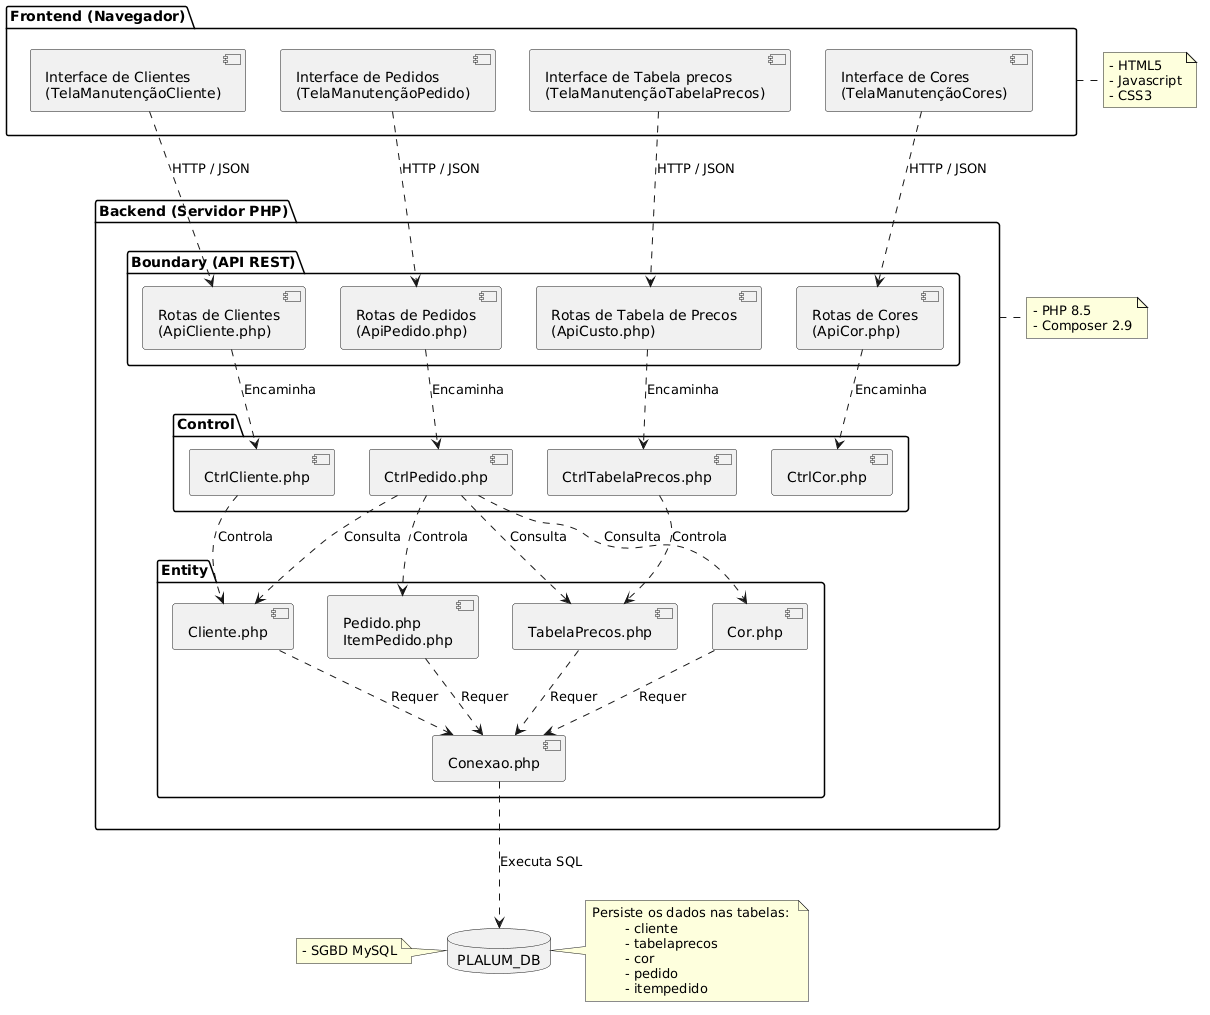 Frontend (Navegador)
Interface de Clientes
(TelaManutençãoCliente)
Interface de Pedidos
(TelaManutençãoPedido)
Interface de Tabela precos
(TelaManutençãoTabelaPrecos)
Interface de Cores
(TelaManutençãoCores)
- HTML5
- Javascript
- CSS3
HTTP / JSON
HTTP / JSON
HTTP / JSON
HTTP / JSON
Backend (Servidor PHP)
Boundary (API REST)
Rotas de Clientes
(ApiCliente.php)
Rotas de Pedidos
(ApiPedido.php)
Rotas de Tabela de Precos
(ApiCusto.php)
Rotas de Cores
(ApiCor.php)
- PHP 8.5
- Composer 2.9
Encaminha
Encaminha
Encaminha
Encaminha
Control
CtrlCliente.php
CtrlPedido.php
CtrlTabelaPrecos.php
CtrlCor.php
Controla
Consulta
Controla
Consulta
Consulta
Controla
Entity
Cliente.php
Pedido.php
ItemPedido.php
TabelaPrecos.php
Cor.php
Requer
Requer
Requer
Requer
Conexao.php
Executa SQL
- SGBD MySQL
PLALUM_DB
Persiste os dados nas tabelas:
- cliente
- tabelaprecos
- cor
- pedido
- itempedido